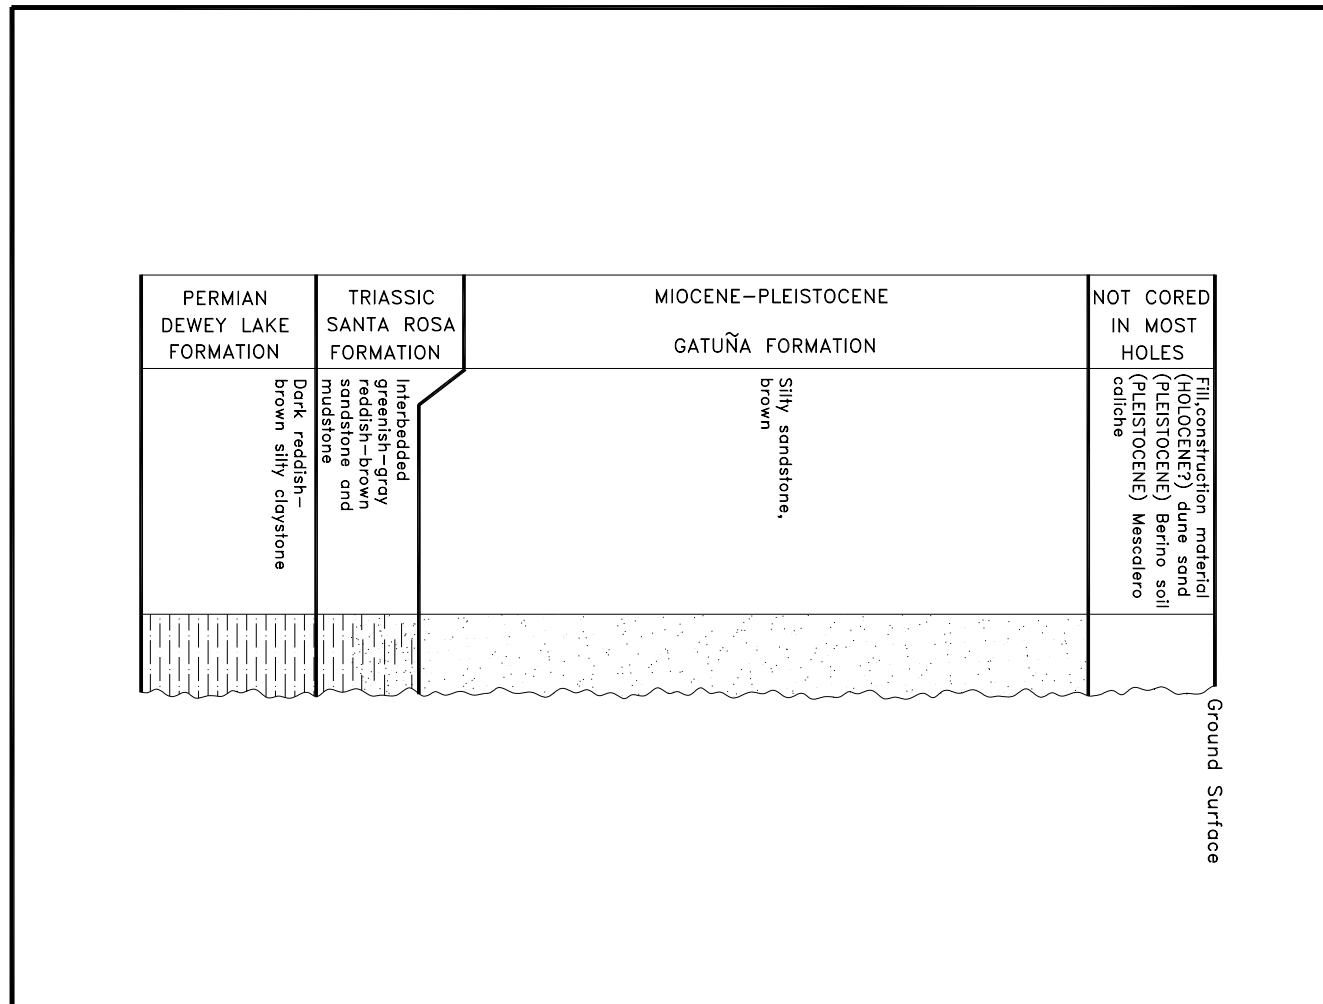 PERMIAN
DEWEY LAKE
FORMATION
TRIASSIC
SANTA ROSA
FORMATION
MIOCENE-PLEISTOCENE
GATUÑA FORMATION
NOT CORED
IN MOST
HOLES
Dark reddish-
brown silty claystone
Interbedded
greenish-gray
reddish-brown
sandstone and
mudstone
Silty sandstone,
brown
Fill,construction material
(HOLOCENE?) dune sand
(PLEISTOCENE) Berino soil
(PLEISTOCENE) Mescalero
caliche
Ground Surface